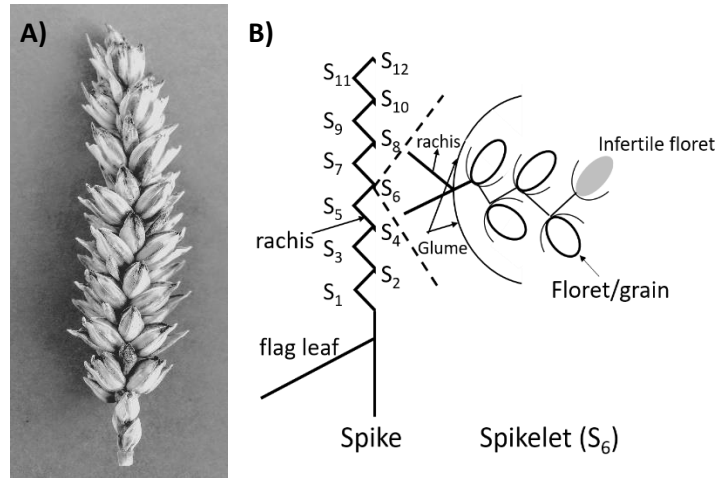 A)
B)
S12
S11
S10
S9
S8
S7
S6
S5
S4
S3
S2
S1
rachis
flag leaf
Spike
rachis
Glume
Infertile floret
Floret/grain
Spikelet (S6)